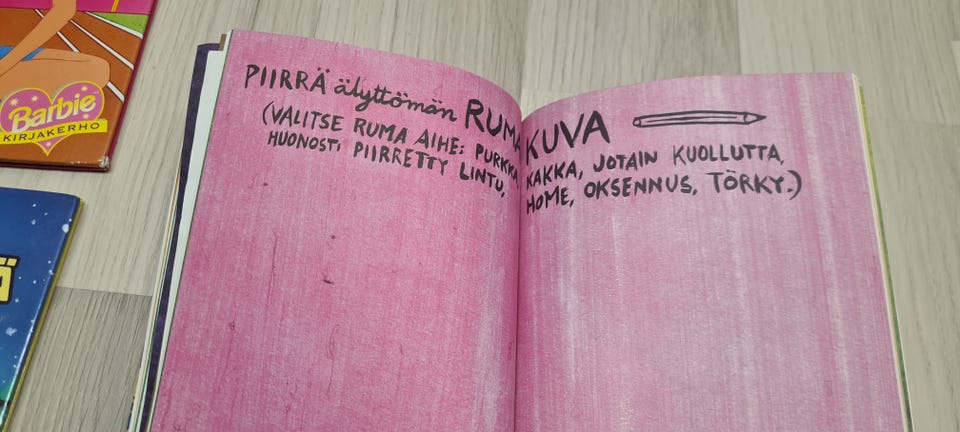 PIIRRÄ älyttömän RUMA KUVA
(VALITSE RUMA AIHE: PURKKA, KAKKA, JOTAIN KUOLLUTTA,
HUONOSTI PIIRRETTY LINTU, HOME, OKSENNUS, TÖRKY.)
Barbie
KIRJAKERHO